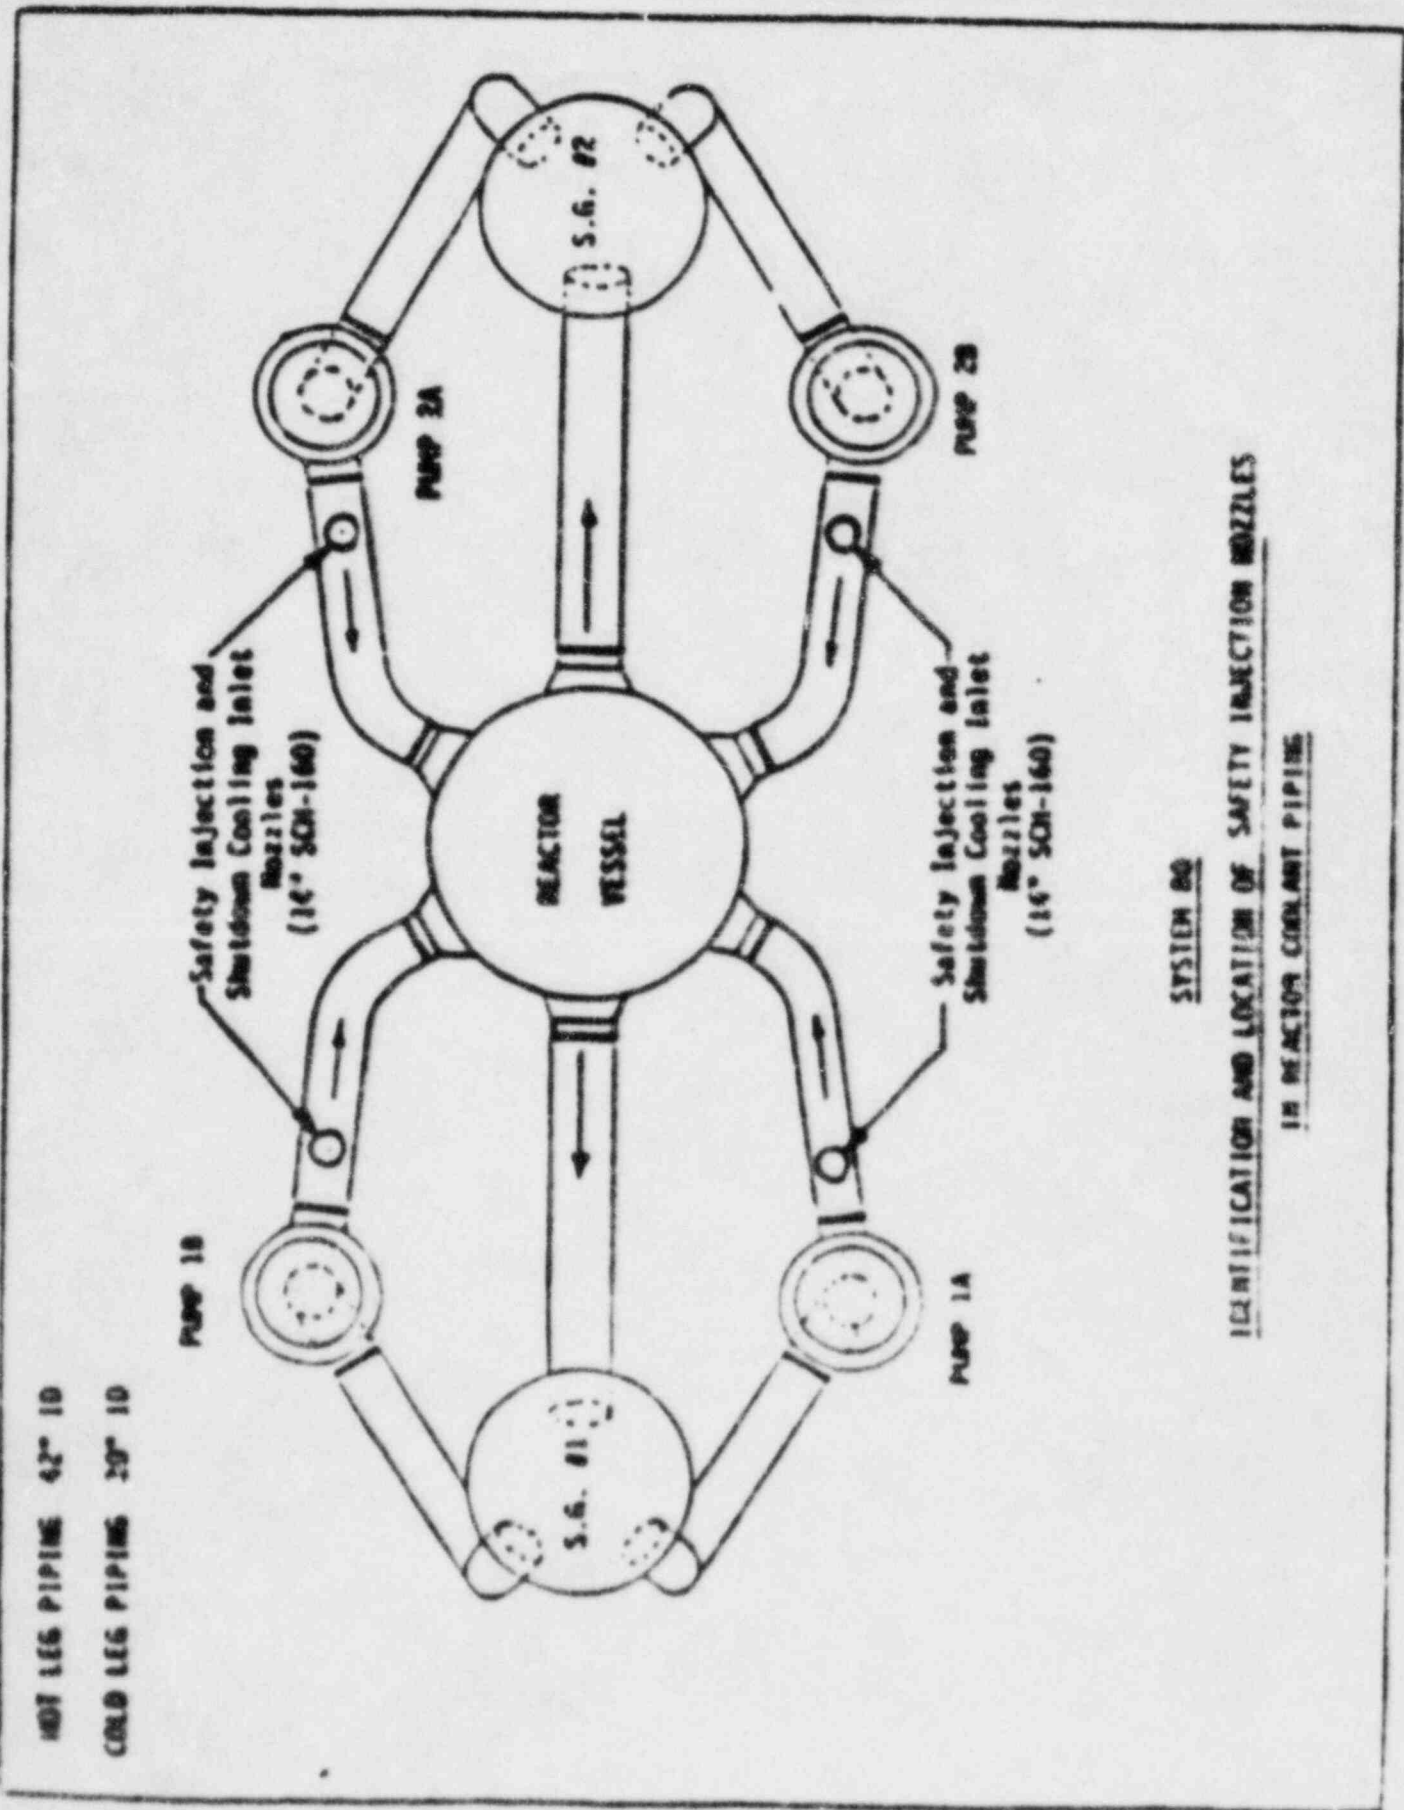 HOT LEG PIPING 42" ID
COLD LEG PIPING 30" ID
PUMP 1B
Safety Injection and
Shutdown Cooling Inlet
Nozzles
(14" SCH-160)
PUMP 2A
S.G. #1
REACTOR
VESSEL
S.G. #2
PUMP 1A
Safety Injection and
Shutdown Cooling Inlet
Nozzles
(14" SCH-160)
PUMP 2B
SYSTEM 80
IDENTIFICATION AND LOCATION OF SAFETY INJECTION NOZZLES
IN REACTOR COOLANT PIPING